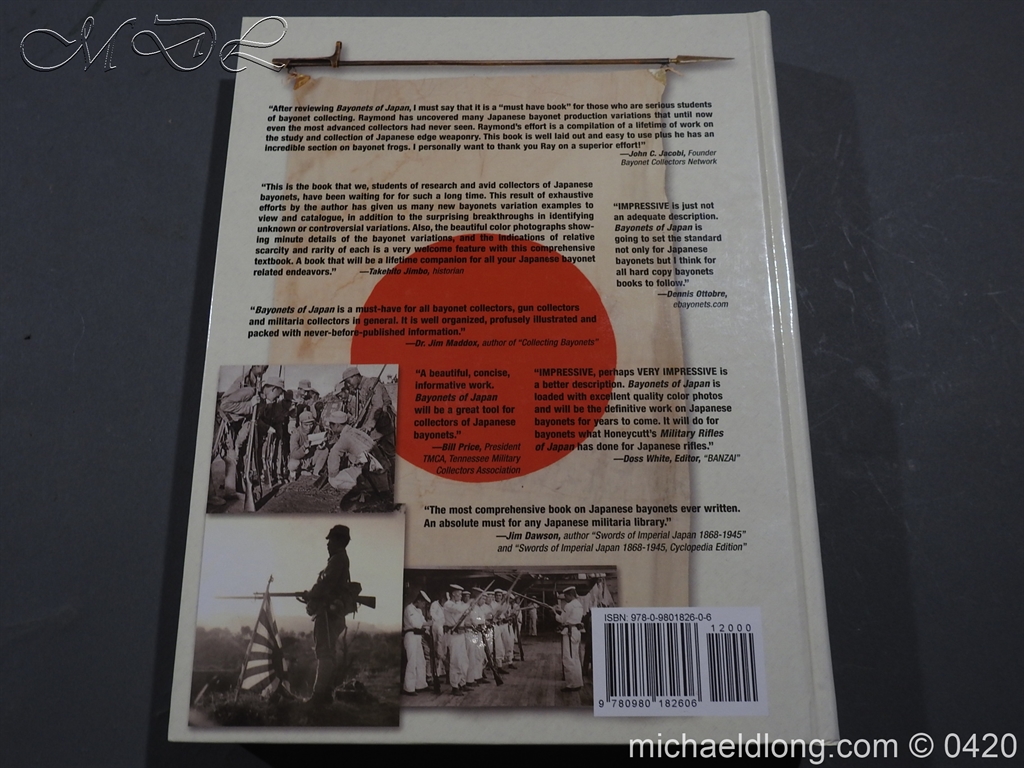 MDL
“After reviewing Bayonets of Japan, I must say that it is a “must have book” for those who are serious students
of bayonet collecting. Raymond has uncovered many Japanese bayonet production variations that until now
even the most advanced collectors had never seen. Raymond’s effort is a compilation of a lifetime of work on
the study and collection of Japanese edge weaponry. This book is well laid out and easy to use plus he has an
incredible section on bayonet frogs. I personally want to thank you Ray on a superior effort!”
—John C. Jacobi, Founder
Bayonet Collectors Network
“This is the book that we, students of research and avid collectors of Japanese
bayonets, have been waiting for for such a long time. This result of exhaustive
efforts by the author has given us many new bayonets variation examples to
view and catalogue, in addition to the surprising breakthroughs in identifying
unknown or controversial variations. Also, the beautiful color photographs show-
ing minute details of the bayonet variations, and the indications of relative
scarcity and rarity of each is a very welcome feature with this comprehensive
textbook. A book that will be a lifetime companion for all your Japanese bayonet
related endeavors.” —Takehito Jimbo, historian
“IMPRESSIVE is just not
an adequate description.
Bayonets of Japan is
going to set the standard
not only for Japanese
bayonets but I think for
all hard copy bayonets
books to follow.”
—Dennis Ottobre,
ebayonets.com
“Bayonets of Japan is a must-have for all bayonet collectors, gun collectors
and militaria collectors in general. It is well organized, profusely illustrated and
packed with never-before-published information.”
—Dr. Jim Maddox, author of “Collecting Bayonets”
“A beautiful, concise,
informative work.
Bayonets of Japan
will be a great tool for
collectors of Japanese
bayonets.”
—Bill Price, President
TMCA, Tennessee Military
Collectors Association
“IMPRESSIVE, perhaps VERY IMPRESSIVE is
a better description. Bayonets of Japan is
loaded with excellent quality color photos
and will be the definitive work on Japanese
bayonets for years to come. It will do for
bayonets what Honeycutt’s Military Rifles
of Japan has done for Japanese rifles.”
—Doss White, Editor, “BANZAI”
“The most comprehensive book on Japanese bayonets ever written.
An absolute must for any Japanese militaria library.”
—Jim Dawson, author “Swords of Imperial Japan 1868-1945”
and “Swords of Imperial Japan 1868-1945, Cyclopedia Edition”
ISBN: 978-0-9801826-0-6
12000
9 780980 182606
michaeldlong.com © 0420